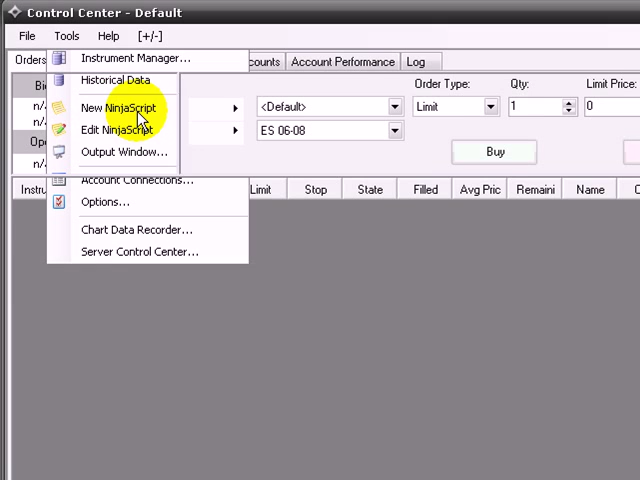 Control Center - Default
File Tools Help [+/-]
Orders counts Account Performance Log
Instrument Manager...
Historical Data
New NinjaScript
Edit NinjaScript
Output Window...
Account Connections...
Options...
Chart Data Recorder...
Server Control Center...
Order Type: Qty: Limit Price:
<Default> Limit 1 0
ES 06-08
Buy
Limit Stop State Filled Avg Pric Remaini Name